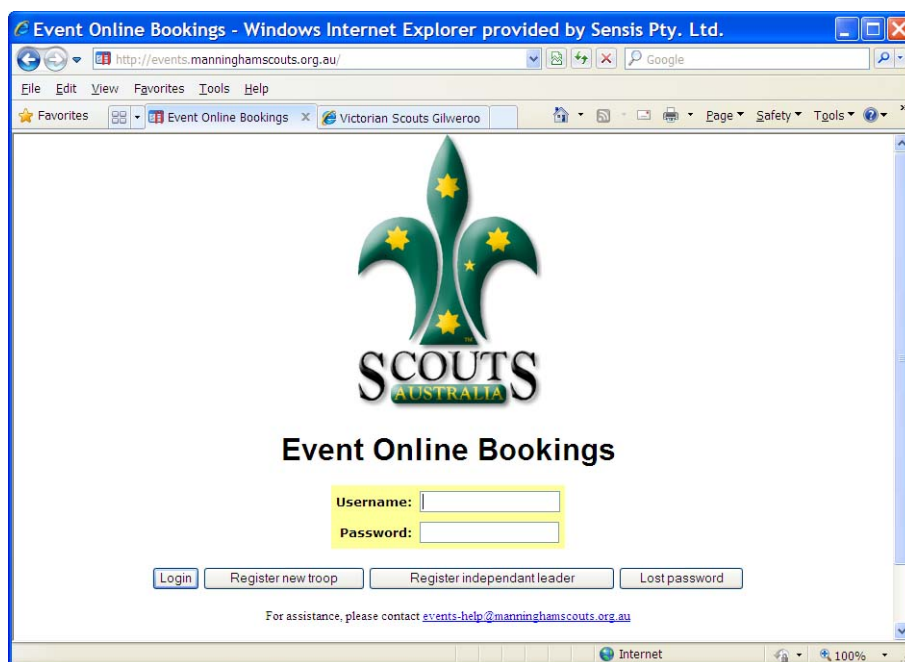 Event Online Bookings - Windows Internet Explorer provided by Sensis Pty. Ltd.
http://events.manninghamscouts.org.au/
Google
File Edit View Favorites Tools Help
Favorites Event Online Bookings X Victorian Scouts Gilweroo Page Safety Tools
SCOUTS
TM
AUSTRALIA
Event Online Bookings
Username:
Password:
Login Register new troop Register independant leader Lost password
For assistance, please contact events-help@manninghamscouts.org.au
Internet 100%